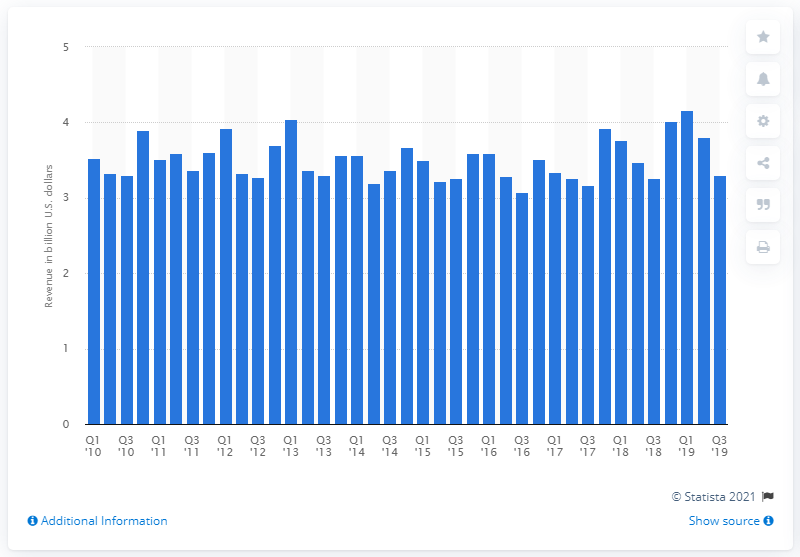 5
4
3
2
1
0
Revenue in billion U.S. dollars
Q1 Q3 Q1 Q3 Q1 Q3 Q1 Q3 Q1 Q3 Q1 Q3 Q1 Q3 Q1 Q3 Q1 Q3 Q1 Q3
'10 '10 '11 '11 '12 '12 '13 '13 '14 '14 '15 '15 '16 '16 '17 '17 '18 '18 '19 '19
© Statista 2021
Additional Information
Show source